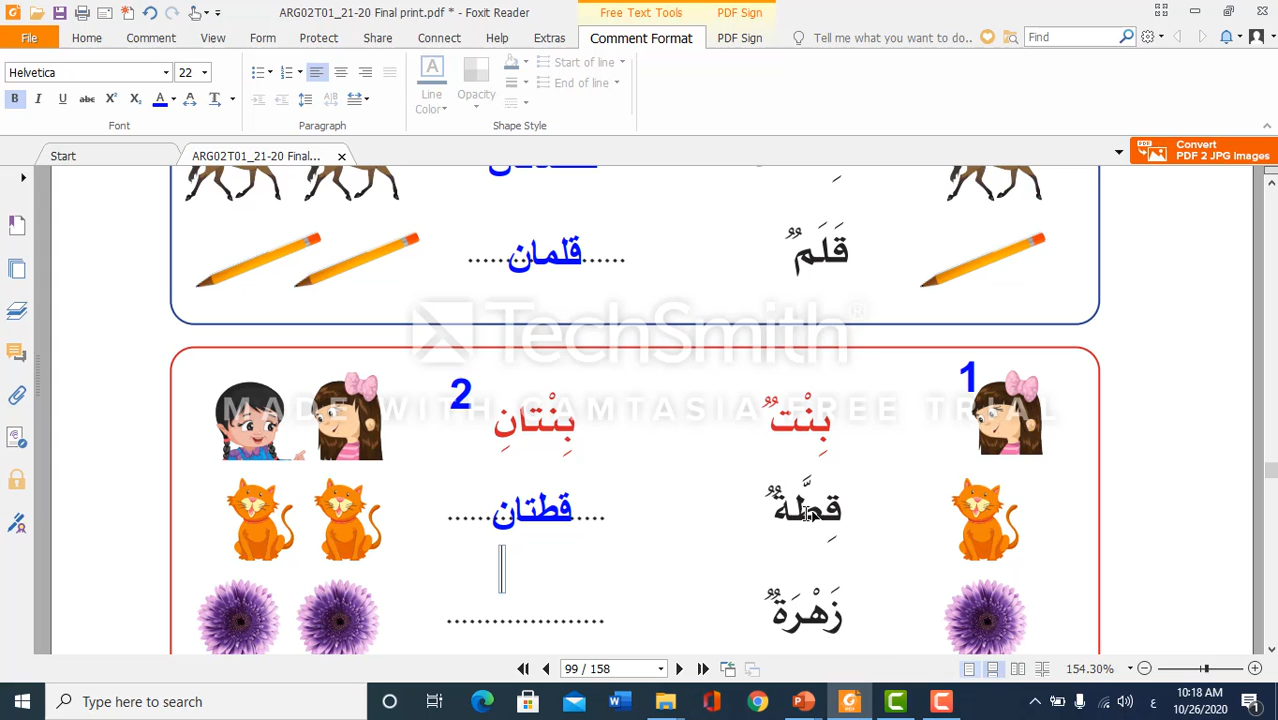 ARG02T01_21-20 Final print.pdf * - Foxit Reader
Free Text Tools
PDF Sign
File
Home
Comment
View
Form
Protect
Share
Connect
Help
Extras
Comment Format
PDF Sign
Tell me what you want to do..
Find
Helvetica
22
Start of line
End of line
Line Color
Opacity
Font
Paragraph
Shape Style
Start
ARG02T01_21-20 Final...
Convert
PDF 2 JPG Images
قَلَمٌ
......قلمان......
TechSmith®
MADE WITH CAMTASIA FREE TRIAL
1
2
بِنْتٌ
بِنْتانِ
قِطَّةٌ
......قطتان......
زَهْرَةٌ
.....................
99 / 158
154.30%
Type here to search
ع
10:18 AM
10/26/2020